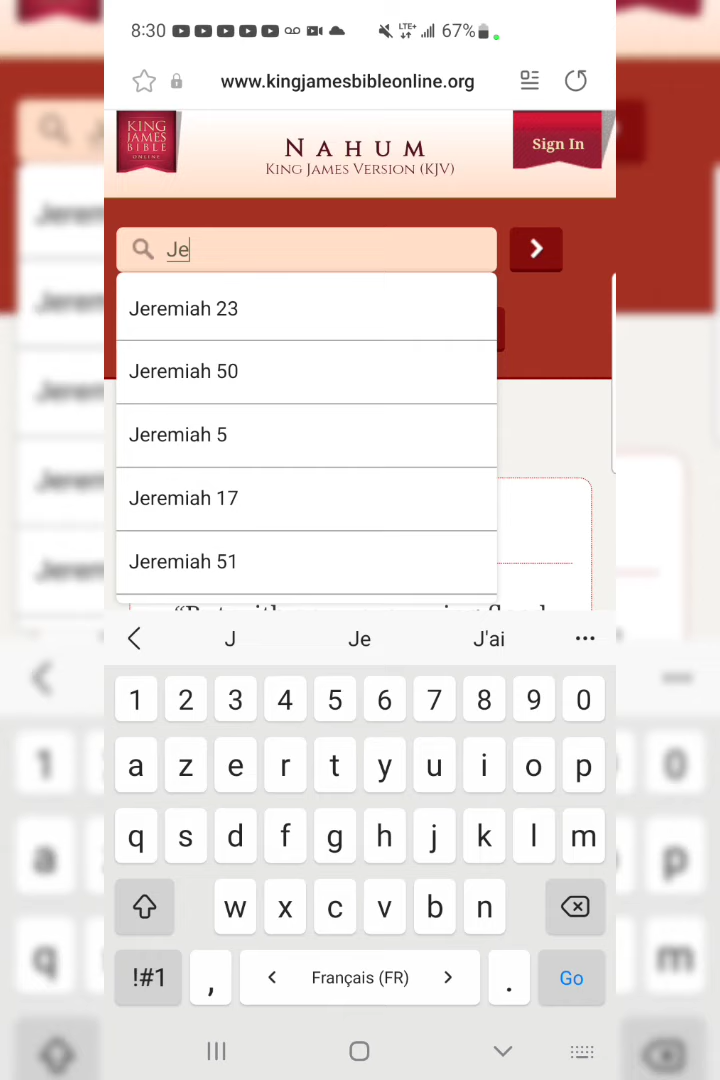 8:30 LTE+ 67%
www.kingjamesbibleonline.org
KING
JAMES
BIBLE
ONLINE
NAHUM
KING JAMES VERSION (KJV)
Sign In
Je
Jeremiah 23
Jeremiah 50
Jeremiah 5
Jeremiah 17
Jeremiah 51
J Je J'ai
1 2 3 4 5 6 7 8 9 0
a z e r t y u i o p
q s d f g h j k l m
w x c v b n
!#1 , < Français (FR) > . Go